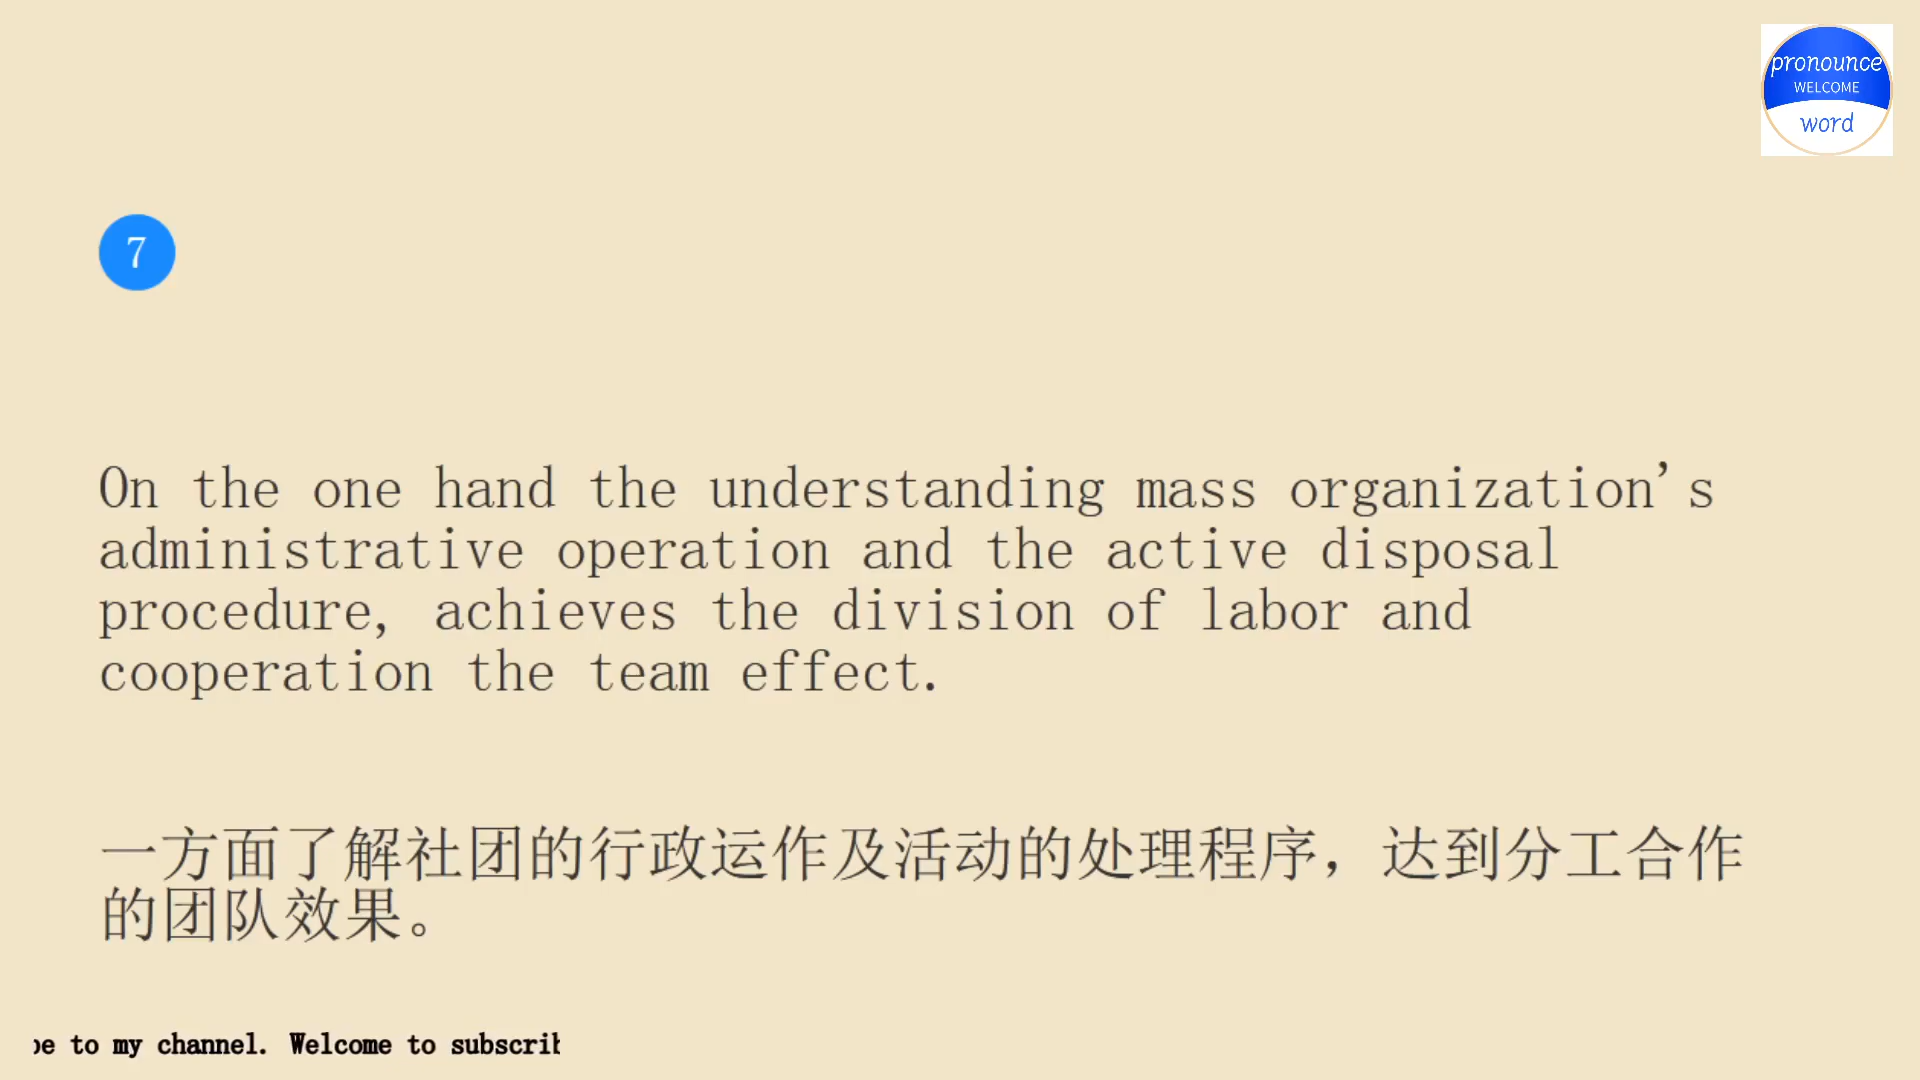 pronounce
WELCOME
word
7
On the one hand the understanding mass organization's
administrative operation and the active disposal
procedure, achieves the division of labor and
cooperation the team effect.
一方面了解社团的行政运作及活动的处理程序，达到分工合作
的团队效果。
be to my channel. Welcome to subscrib